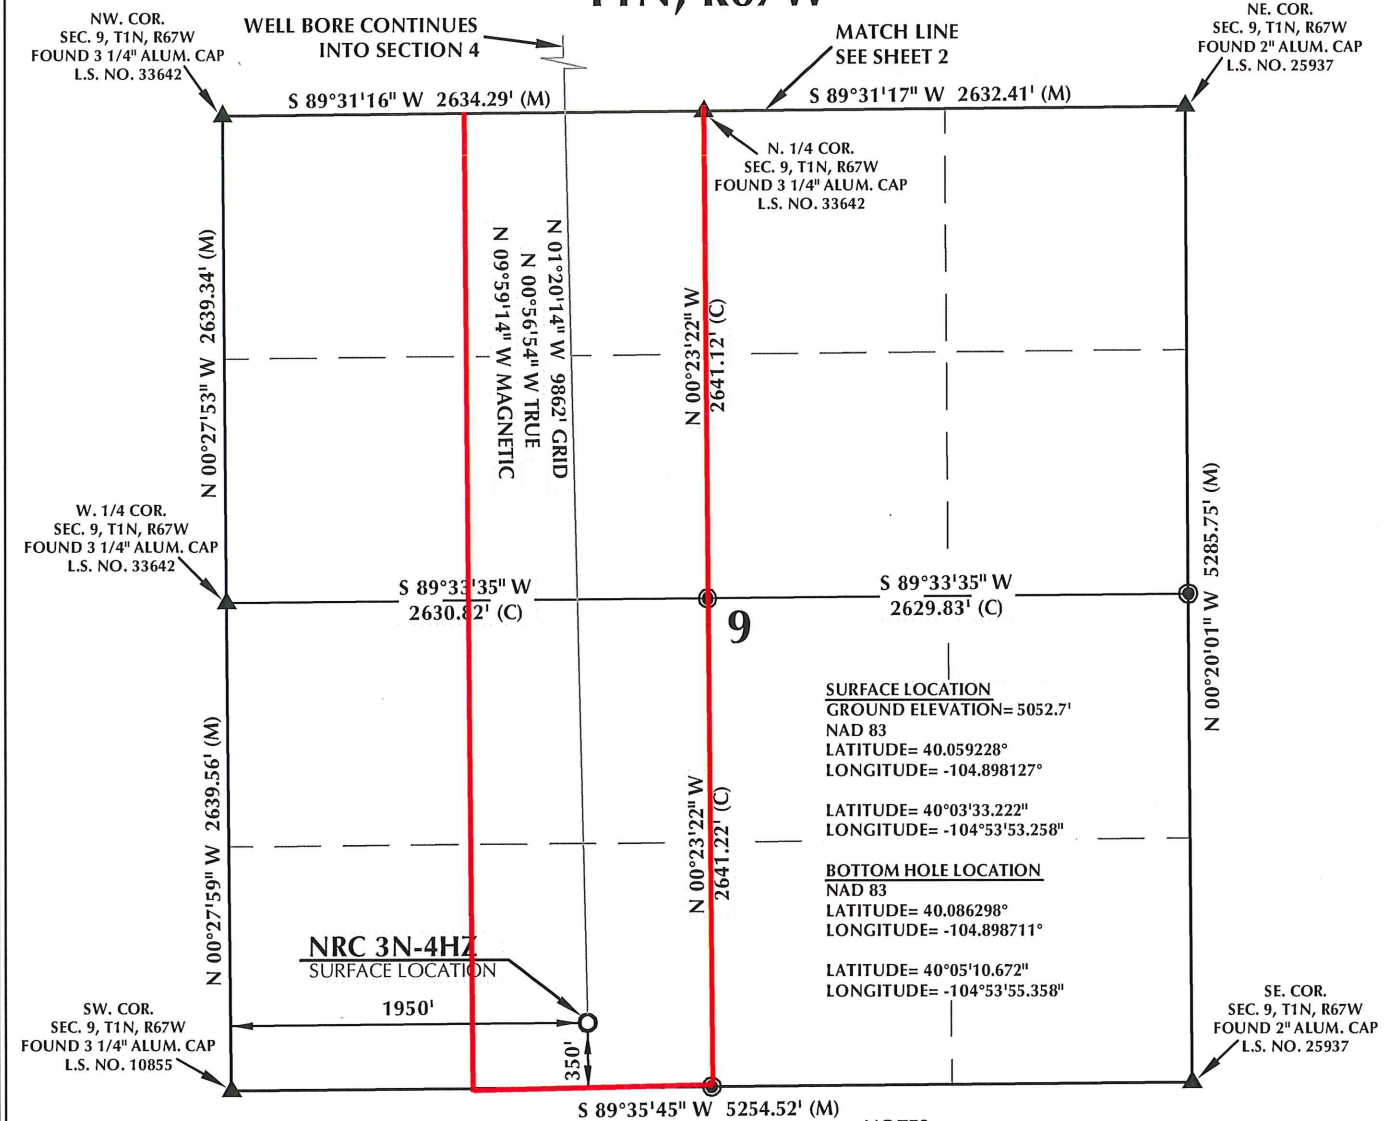 T1N, R67W
NW. COR.
SEC. 9, T1N, R67W
FOUND 3 1/4" ALUM. CAP
L.S. NO. 33642
WELL BORE CONTINUES
INTO SECTION 4
MATCH LINE
SEE SHEET 2
NE. COR.
SEC. 9, T1N, R67W
FOUND 2" ALUM. CAP
L.S. NO. 25937
S 89°31'16" W 2634.29' (M)
S 89°31'17" W 2632.41' (M)
N. 1/4 COR.
SEC. 9, T1N, R67W
FOUND 3 1/4" ALUM. CAP
L.S. NO. 33642
N 00°27'53" W 2639.34' (M)
N 01°20'14" W 9862' GRID
N 00°56'54" W TRUE
N 09°59'14" W MAGNETIC
N 00°23'22" W
2641.12' (C)
W. 1/4 COR.
SEC. 9, T1N, R67W
FOUND 3 1/4" ALUM. CAP
L.S. NO. 33642
S 89°33'35" W
2630.82' (C)
S 89°33'35" W
2629.83' (C)
9
N 00°20'01" W 5285.75' (M)
SURFACE LOCATION
GROUND ELEVATION= 5052.7'
NAD 83
LATITUDE= 40.059228°
LONGITUDE= -104.898127°
LATITUDE= 40°03'33.222"
LONGITUDE= -104°53'53.258"
BOTTOM HOLE LOCATION
NAD 83
LATITUDE= 40.086298°
LONGITUDE= -104.898711°
LATITUDE= 40°05'10.672"
LONGITUDE= -104°53'55.358"
N 00°27'59" W 2639.56' (M)
N 00°23'22" W
2641.22' (C)
NRC 3N-4HZ
SURFACE LOCATION
1950'
350'
SW. COR.
SEC. 9, T1N, R67W
FOUND 3 1/4" ALUM. CAP
L.S. NO. 10855
SE. COR.
SEC. 9, T1N, R67W
FOUND 2" ALUM. CAP
L.S. NO. 25937
S 89°35'45" W 5254.52' (M)
NOTES